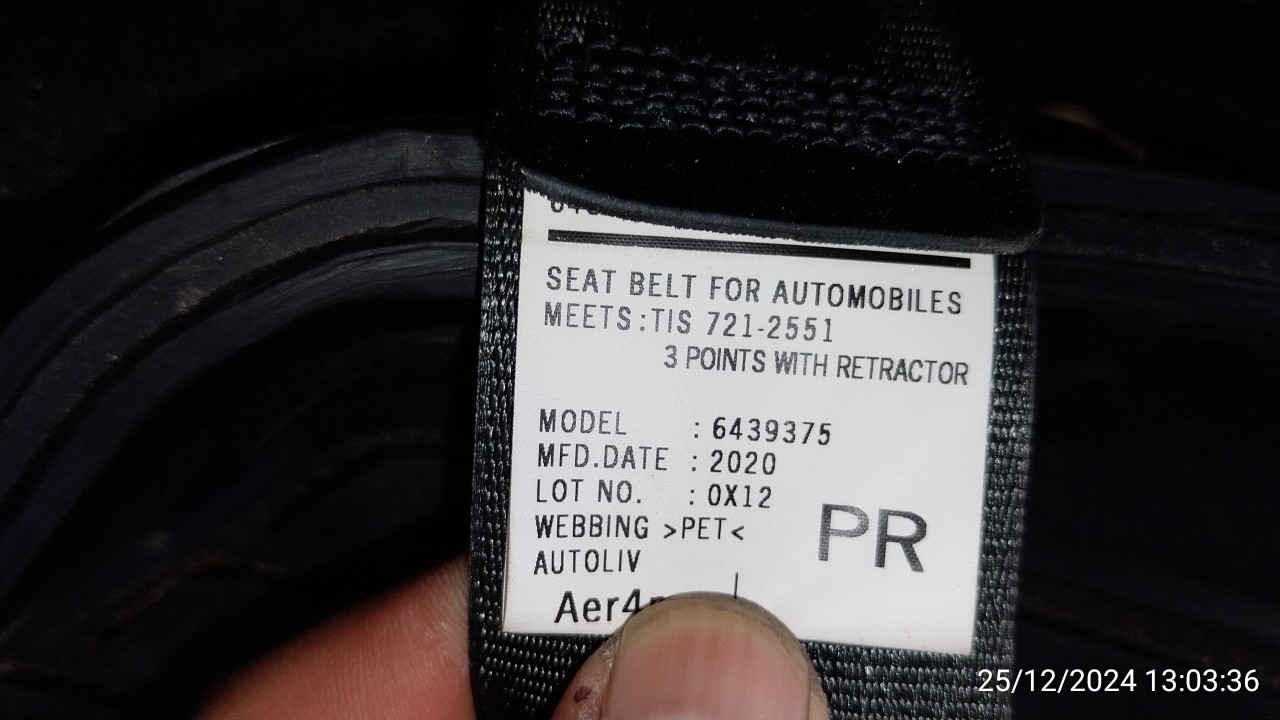 SEAT BELT FOR AUTOMOBILES
MEETS:TIS 721-2551
3 POINTS WITH RETRACTOR
MODEL : 6439375
MFD.DATE : 2020
LOT NO. : 0X12
WEBBING >PET<
PR
AUTOLIV
25/12/2024 13:03:36